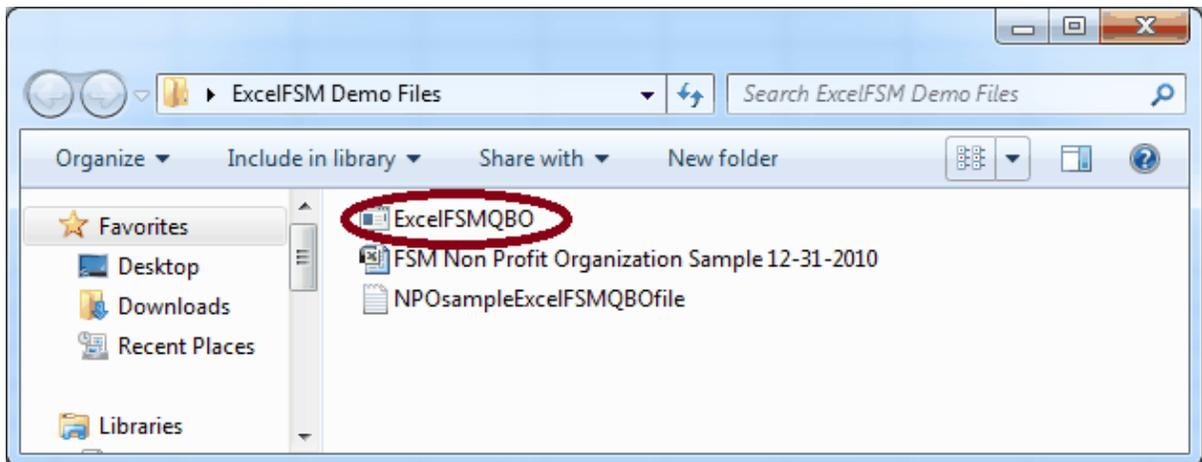 ExcelFSM Demo Files
Search ExcelFSM Demo Files
Organize Include in library Share with New folder
Favorites
Desktop
Downloads
Recent Places
Libraries
ExcelFSMQBO
FSM Non Profit Organization Sample 12-31-2010
NPOsampleExcelFSMQBOfile